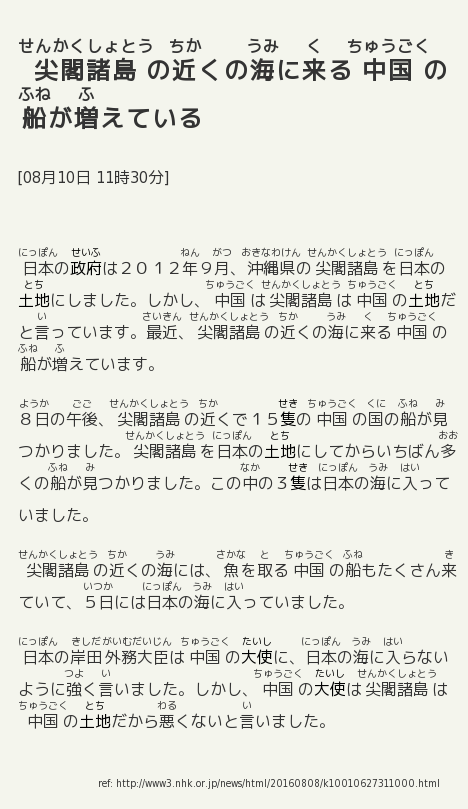 せんかくしょとう ちか うみ く ちゅうごく
尖閣諸島の近くの海に来る中国の
ふね ふ
船が増えている
[08月10日 11時30分]
にっぽん せいふ ねん がつ おきなわけん せんかくしょとう にっぽん
日本の政府は２０１２年９月、沖縄県の尖閣諸島を日本の
とち ちゅうごく せんかくしょとう ちゅうごく とち
土地にしました。しかし、中国は尖閣諸島は中国の土地だ
い さいきん せんかくしょとう ちか うみ く ちゅうごく
と言っています。最近、尖閣諸島の近くの海に来る中国の
ふね ふ
船が増えています。
ようか ごご せんかくしょとう ちか せき ちゅうごく くに ふね み
８日の午後、尖閣諸島の近くで１５隻の中国の国の船が見
せんかくしょとう にっぽん とち おお
つかりました。尖閣諸島を日本の土地にしてからいちばん多
ふね み なか せき にっぽん うみ はい
くの船が見つかりました。この中の３隻は日本の海に入って
いました。
せんかくしょとう ちか うみ さかな と ちゅうごく ふね き
尖閣諸島の近くの海には、魚を取る中国の船もたくさん来
いつか にっぽん うみ はい
ていて、５日には日本の海に入っていました。
にっぽん きしだがいむだいじん ちゅうごく たいし にっぽん うみ はい
日本の岸田外務大臣は中国の大使に、日本の海に入らない
つよ い ちゅうごく たいし せんかくしょとう
ように強く言いました。しかし、中国の大使は尖閣諸島は
ちゅうごく とち わる い
中国の土地だから悪くないと言いました。
ref: http://www3.nhk.or.jp/news/html/20160808/k10010627311000.html